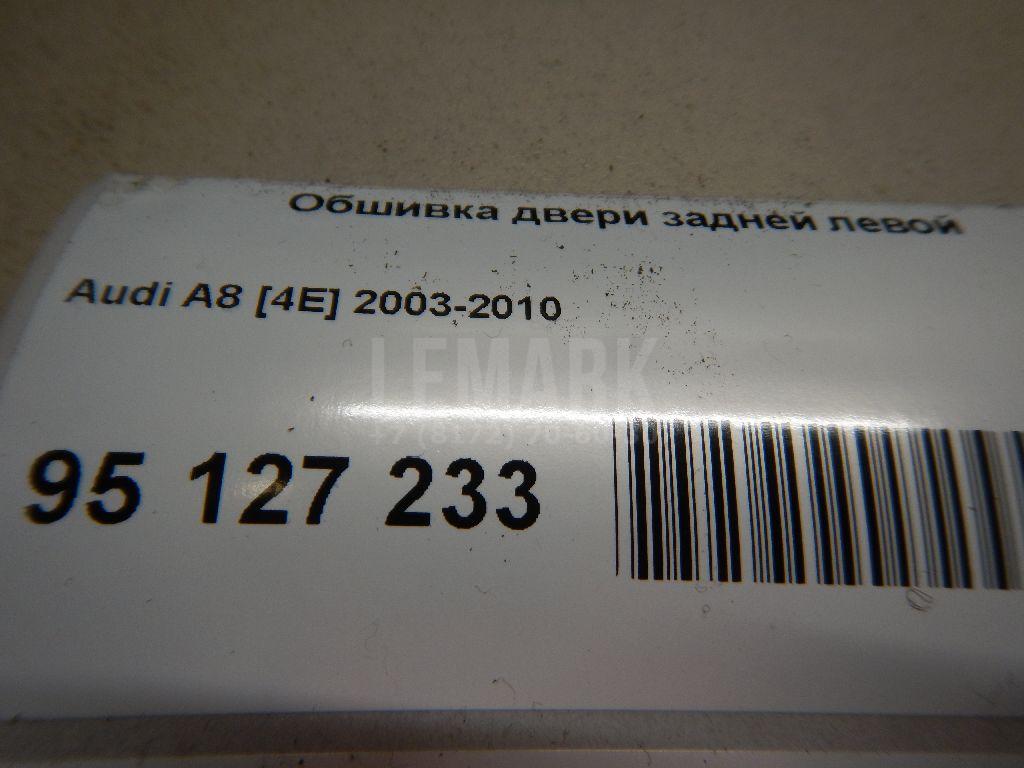 Обшивка двери задней левой
Audi A8 [4E] 2003-2010
LEMARK
95 127 233